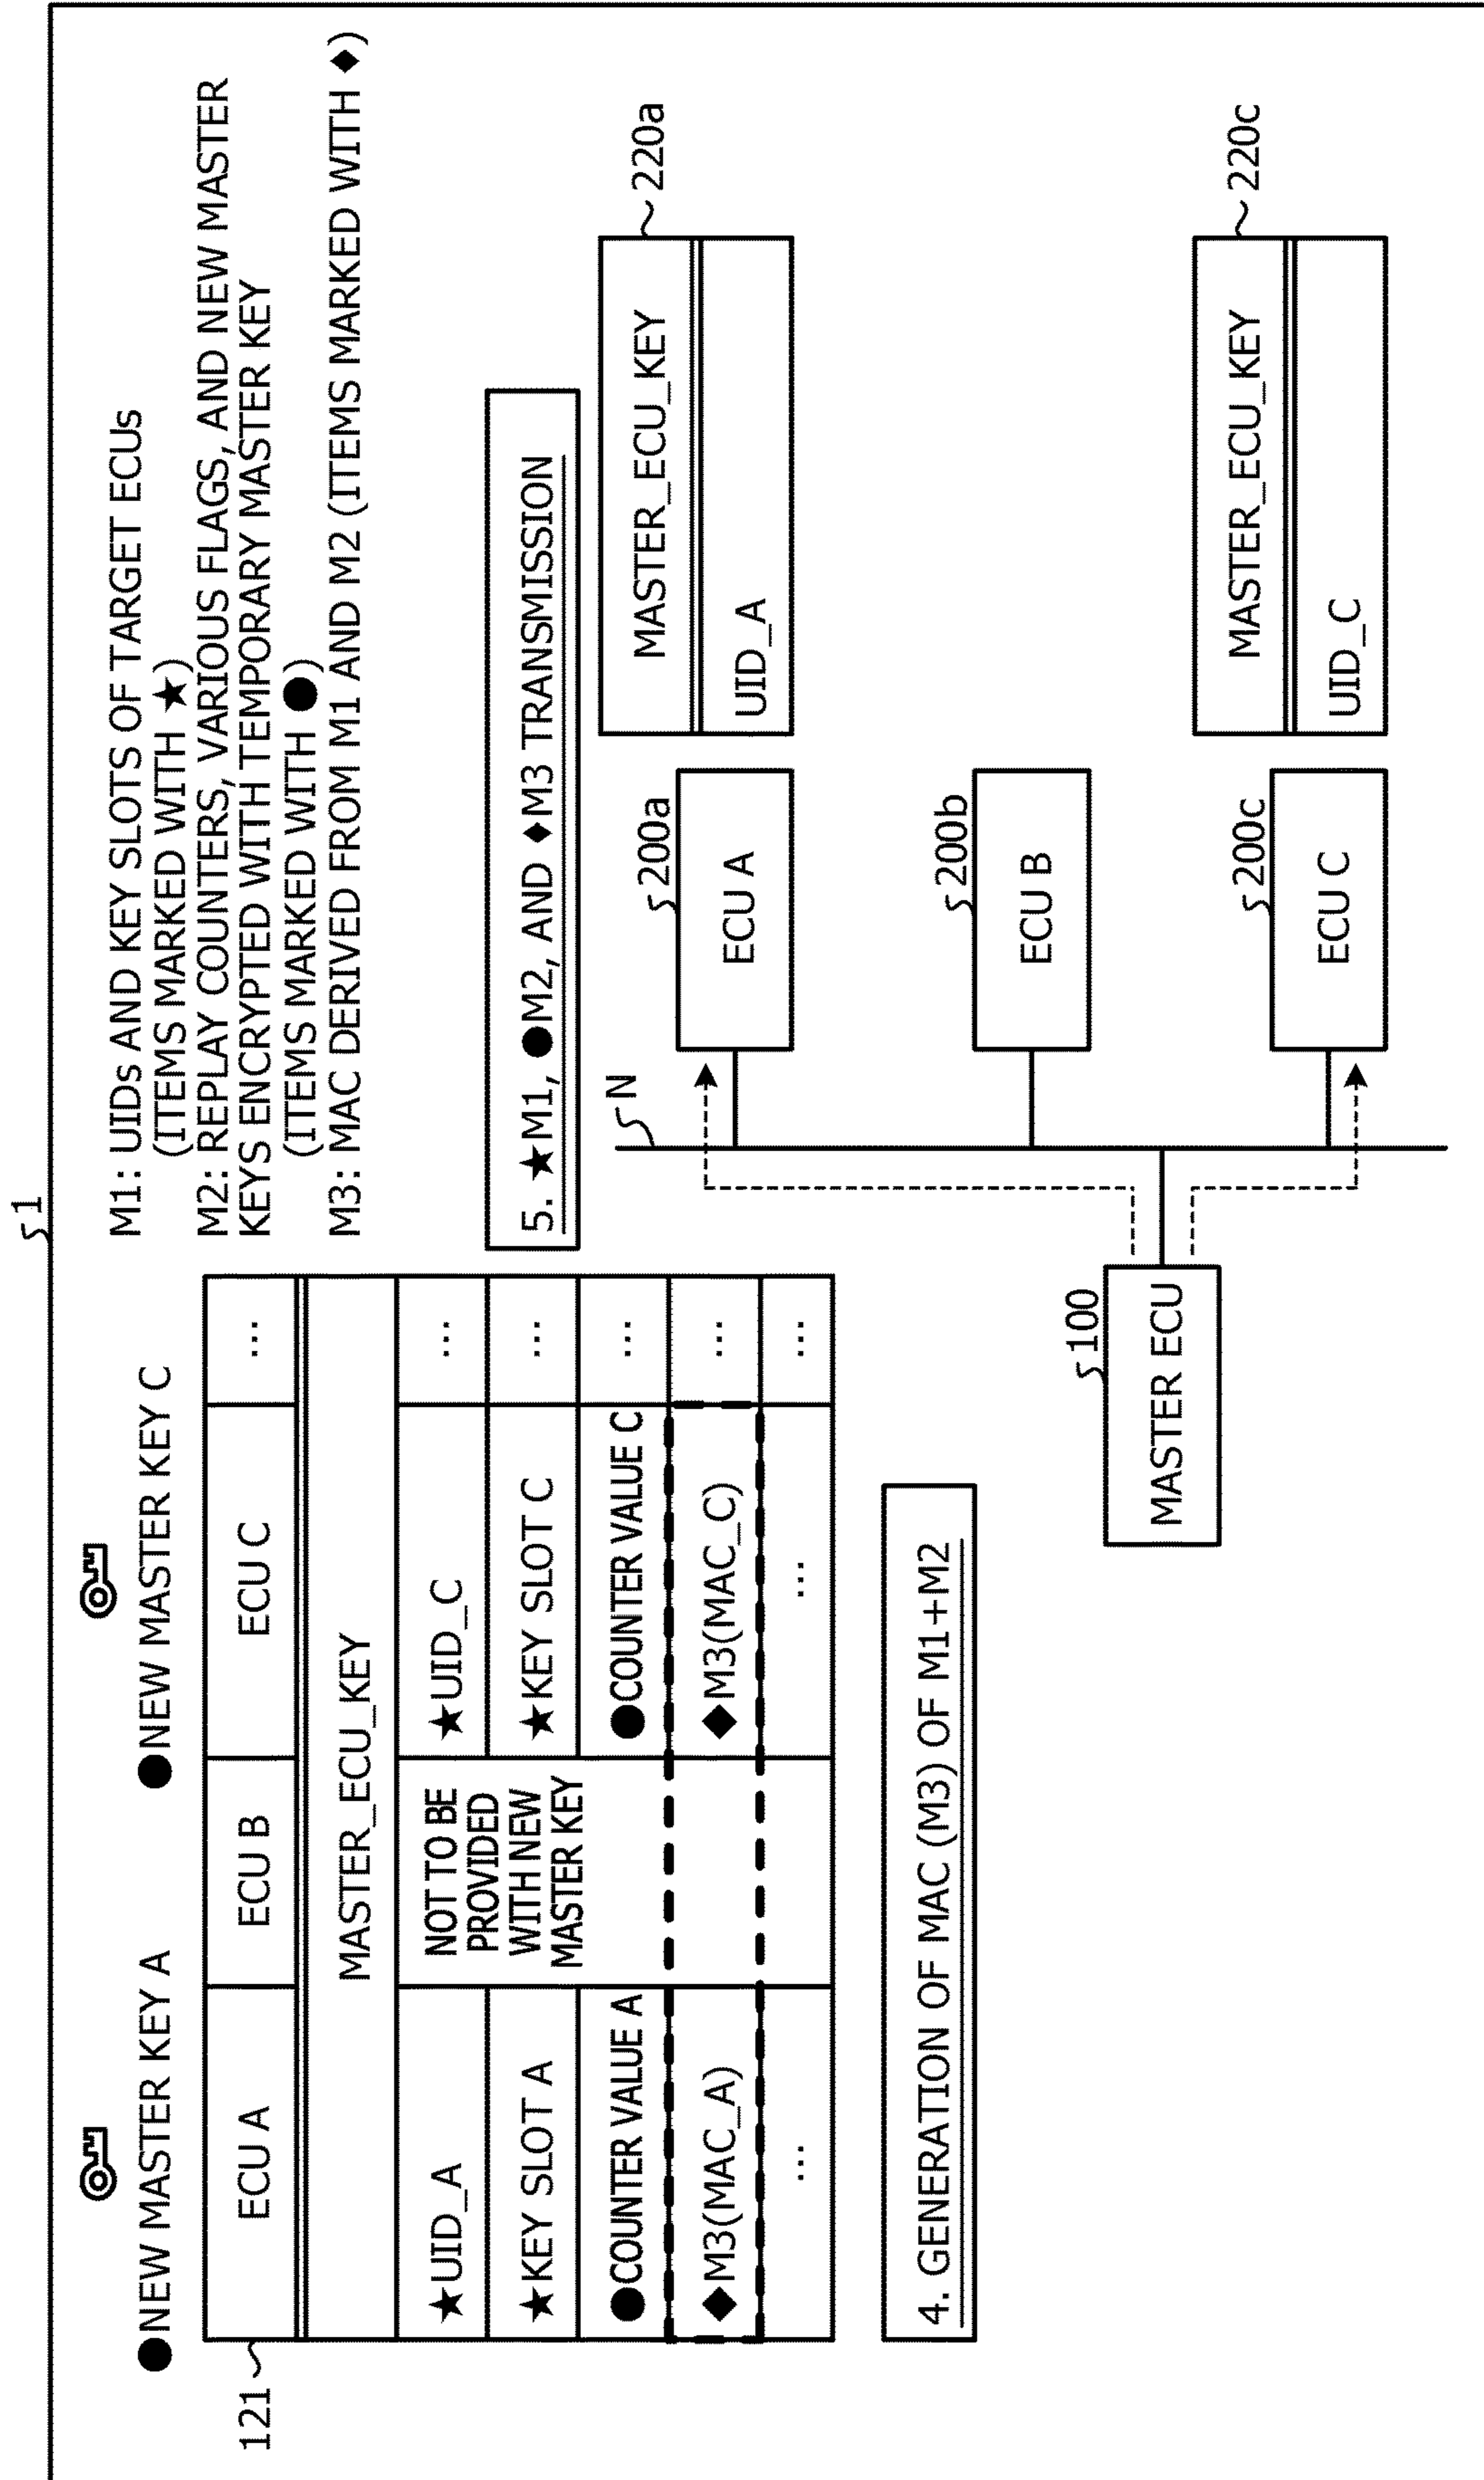 1
●NEW MASTER KEY A
●NEW MASTER KEY C
121
ECU A
ECU B
ECU C
...
MASTER_ECU_KEY
★UID_A
NOT TO BE
PROVIDED
WITH NEW
MASTER KEY
★UID_C
...
★KEY SLOT A
★KEY SLOT C
...
●COUNTER VALUE A
●COUNTER VALUE C
...
◆M3(MAC_A)
◆M3(MAC_C)
...
...
...
...
4. GENERATION OF MAC (M3) OF M1+M2
M1: UIDs AND KEY SLOTS OF TARGET ECUs
(ITEMS MARKED WITH ★)
M2: REPLAY COUNTERS, VARIOUS FLAGS, AND NEW MASTER
KEYS ENCRYPTED WITH TEMPORARY MASTER KEY
(ITEMS MARKED WITH ●)
M3: MAC DERIVED FROM M1 AND M2 (ITEMS MARKED WITH ◆)
5. ★M1, ●M2, AND ◆M3 TRANSMISSION
100
MASTER ECU
N
200a
ECU A
MASTER_ECU_KEY
UID_A
220a
200b
ECU B
200c
ECU C
MASTER_ECU_KEY
UID_C
220c